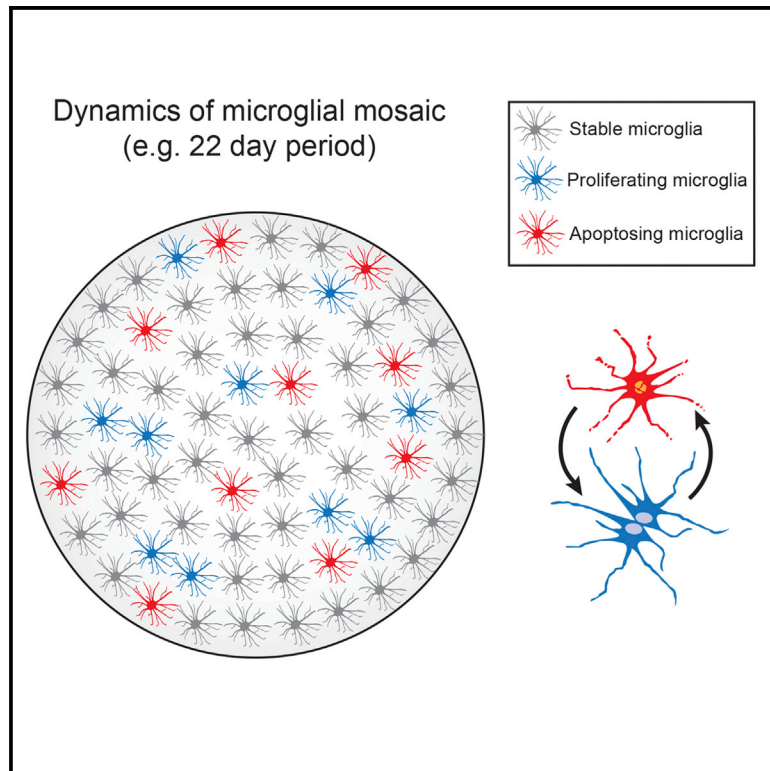 Dynamics of microglial mosaic
(e.g. 22 day period)
Stable microglia
Proliferating microglia
Apoptosing microglia